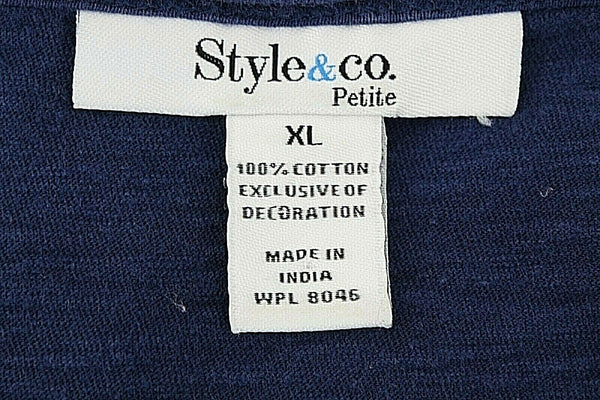 Style&co.
Petite
XL
100% COTTON
EXCLUSIVE OF
DECORATION
MADE IN
INDIA
WPL 8046